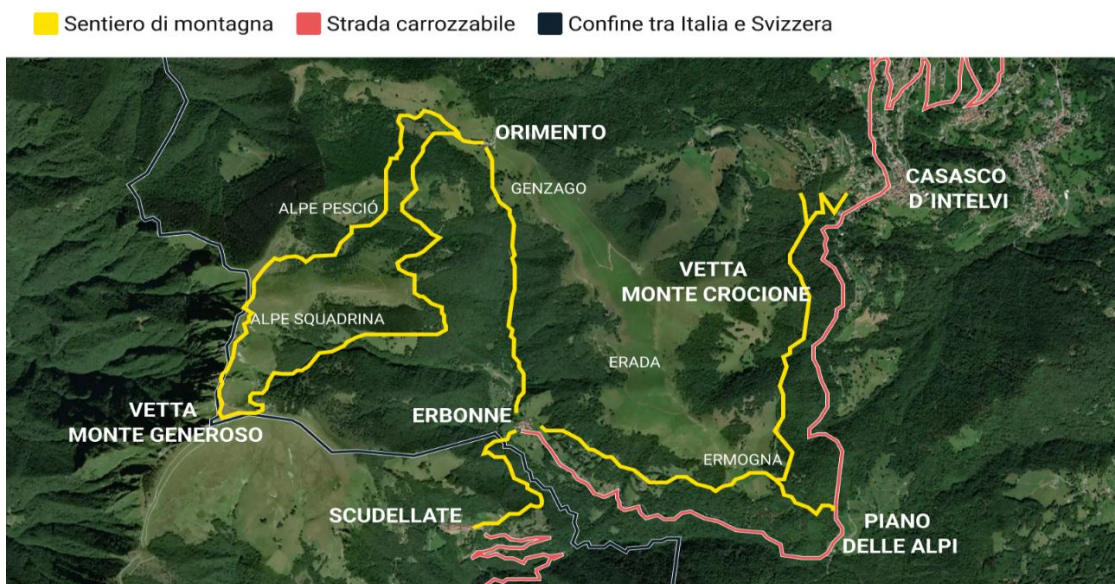 Sentiero di montagna
Strada carrozzabile
Confine tra Italia e Svizzera
ORIMENTO
GENZAGO
CASASCO
D´INTELVI
ALPE PESCIÓ
VETTA
MONTE CROCIONE
ALPE SQUADRINA
ERADA
VETTA
MONTE GENEROSO
ERBONNE
ERMOGNA
SCUDELLATE
PIANO
DELLE ALPI